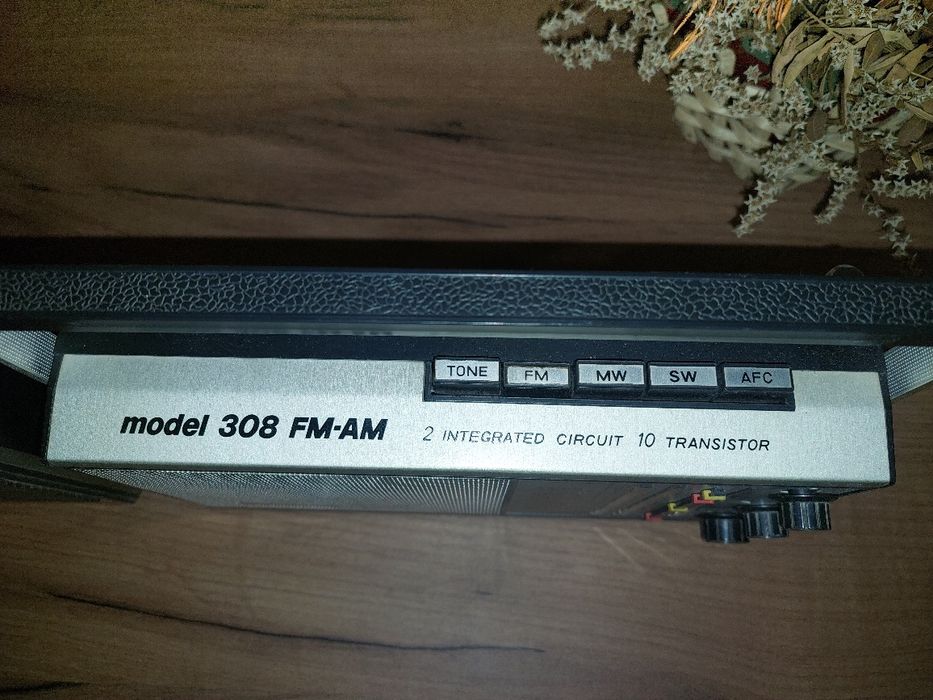 TONE FM MW SW AFC
model 308 FM-AM 2 INTEGRATED CIRCUIT 10 TRANSISTOR